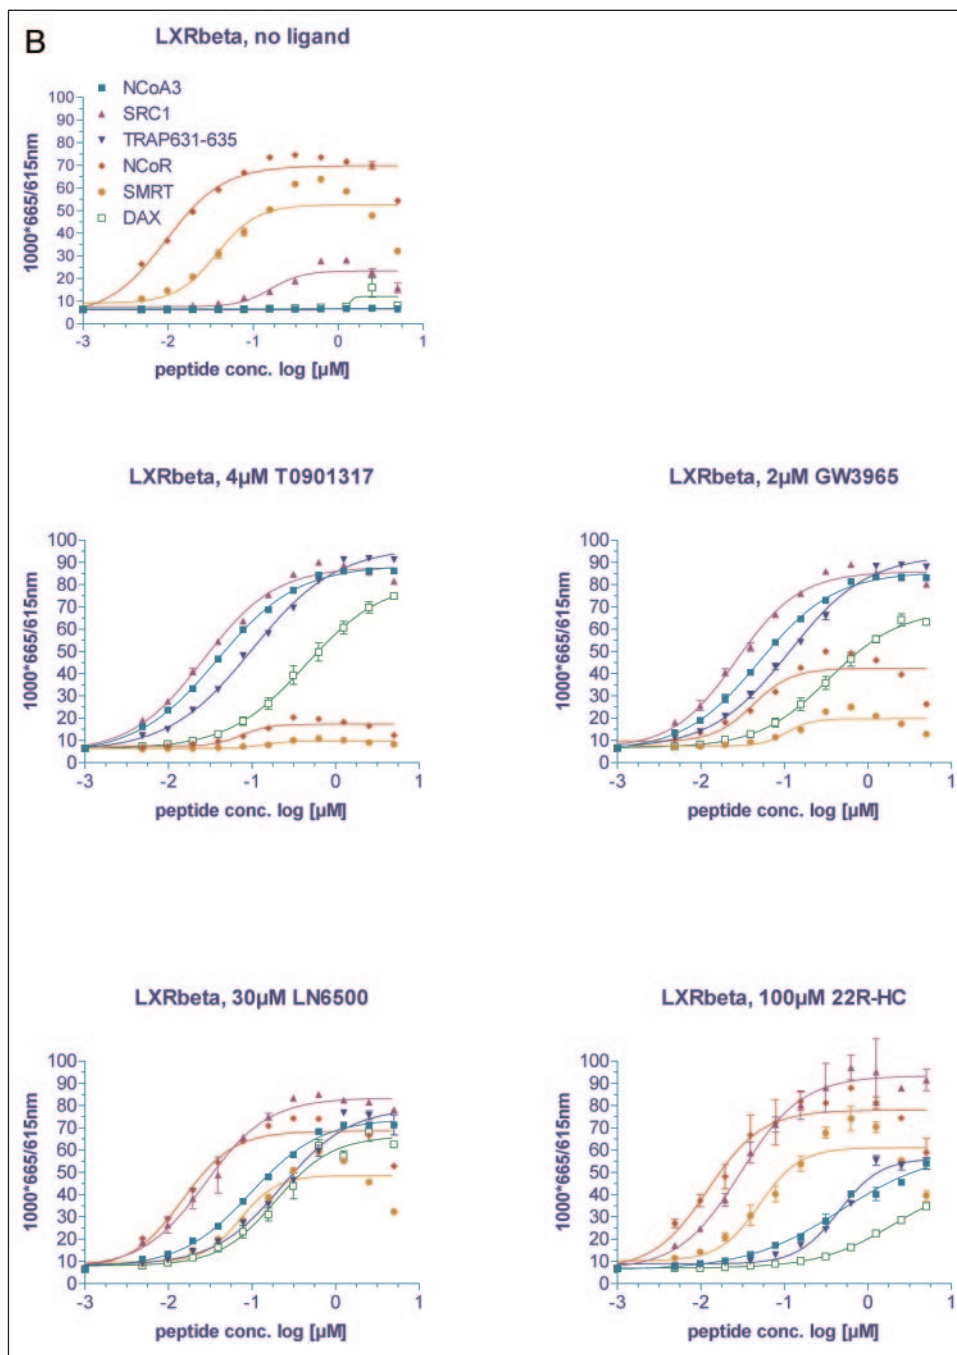 B
LXRbeta, no ligand
NCoA3
SRC1
TRAP631-635
NCoR
SMRT
DAX
1000*665/615nm
100
90
80
70
60
50
40
30
20
10
0
-3 -2 -1 0 1
peptide conc. log [µM]
LXRbeta, 4µM T0901317
1000*665/615nm
100
90
80
70
60
50
40
30
20
10
0
-3 -2 -1 0 1
peptide conc. log [µM]
LXRbeta, 2µM GW3965
1000*665/615nm
100
90
80
70
60
50
40
30
20
10
0
-3 -2 -1 0 1
peptide conc. log [µM]
LXRbeta, 30µM LN6500
1000*665/615nm
100
90
80
70
60
50
40
30
20
10
0
-3 -2 -1 0 1
peptide conc. log [µM]
LXRbeta, 100µM 22R-HC
1000*665/615nm
100
90
80
70
60
50
40
30
20
10
0
-3 -2 -1 0 1
peptide conc. log [µM]